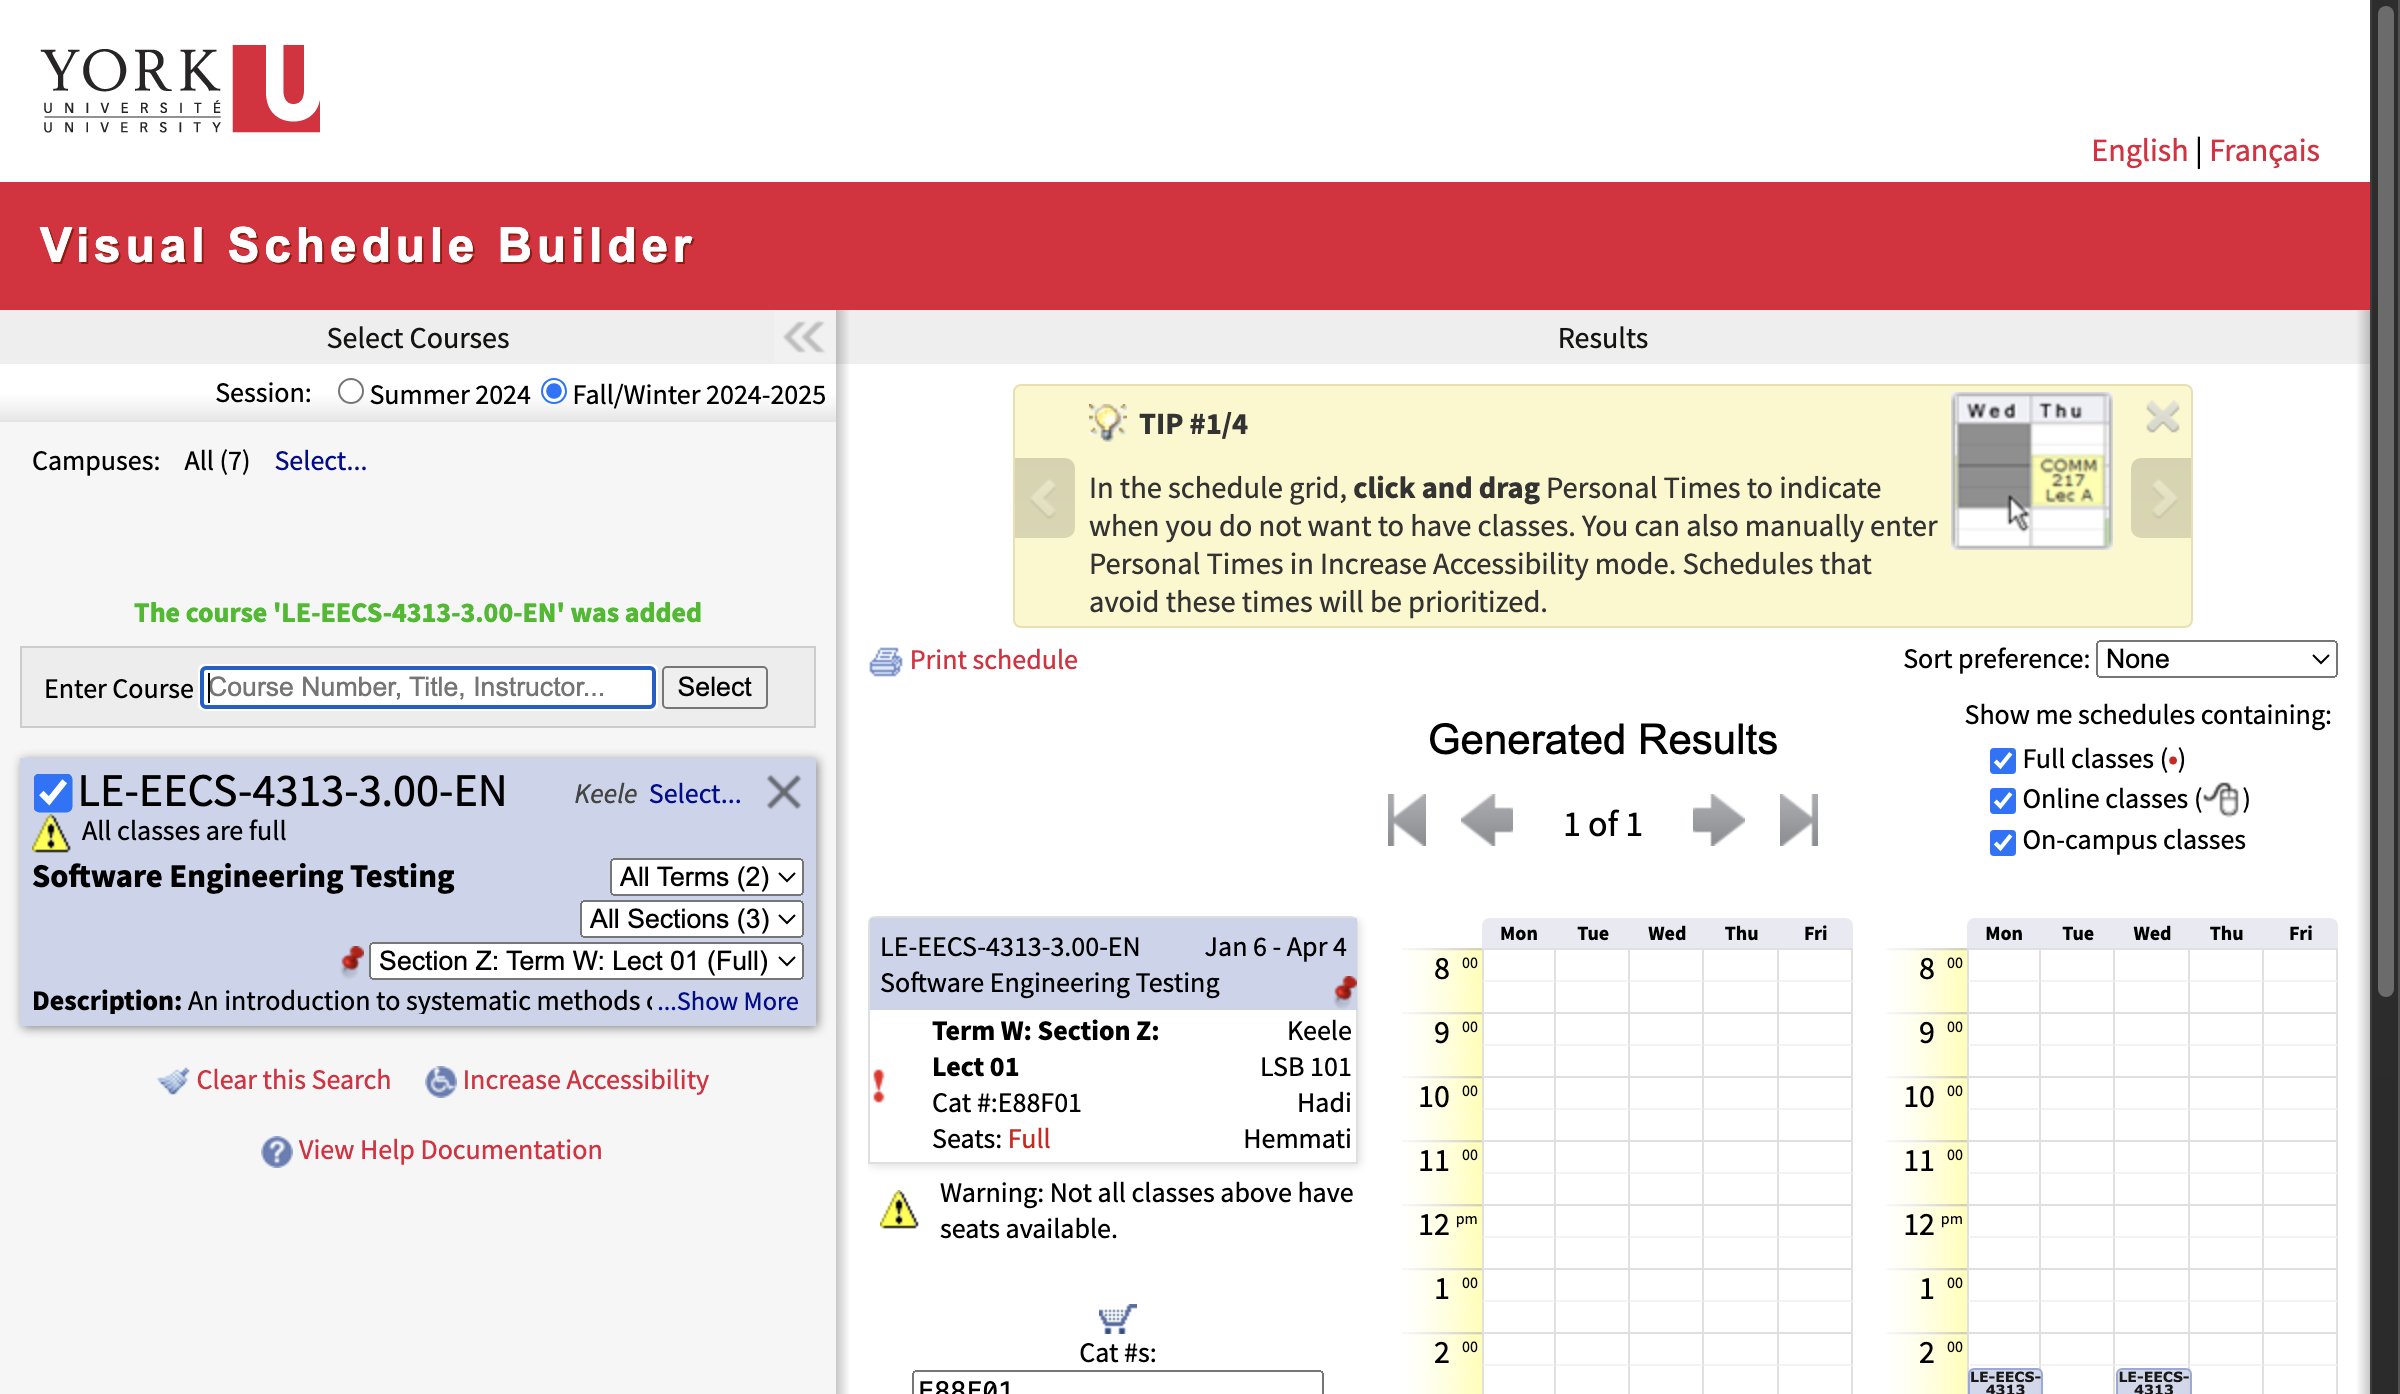 YORK U
UNIVERSITÉ
UNIVERSITY
English | Français
Visual Schedule Builder
Select Courses
Session: Summer 2024 Fall/Winter 2024-2025
Campuses: All (7) Select...
The course 'LE-EECS-4313-3.00-EN' was added
Enter Course Course Number, Title, Instructor... Select
LE-EECS-4313-3.00-EN Keele Select...
All classes are full
Software Engineering Testing All Terms (2)
All Sections (3)
Section Z: Term W: Lect 01 (Full)
Description: An introduction to systematic methods ...Show More
Clear this Search Increase Accessibility
View Help Documentation
Results
TIP #1/4
In the schedule grid, click and drag Personal Times to indicate
when you do not want to have classes. You can also manually enter
Personal Times in Increase Accessibility mode. Schedules that
avoid these times will be prioritized.
Wed Thu
COMM
217
Lec A
Print schedule
Sort preference: None
Show me schedules containing:
Full classes (•)
Online classes ( )
On-campus classes
Generated Results
1 of 1
LE-EECS-4313-3.00-EN Jan 6 - Apr 4
Software Engineering Testing
Term W: Section Z: Keele
Lect 01 LSB 101
Cat #:E88F01 Hadi
Seats: Full Hemmati
Warning: Not all classes above have
seats available.
Cat #s:
E88F01
Mon Tue Wed Thu Fri
8 00
9 00
10 00
11 00
12 pm
1 00
2 00
Mon Tue Wed Thu Fri
8 00
9 00
10 00
11 00
12 pm
1 00
2 00
LE-EECS- LE-EECS-
4313 4313